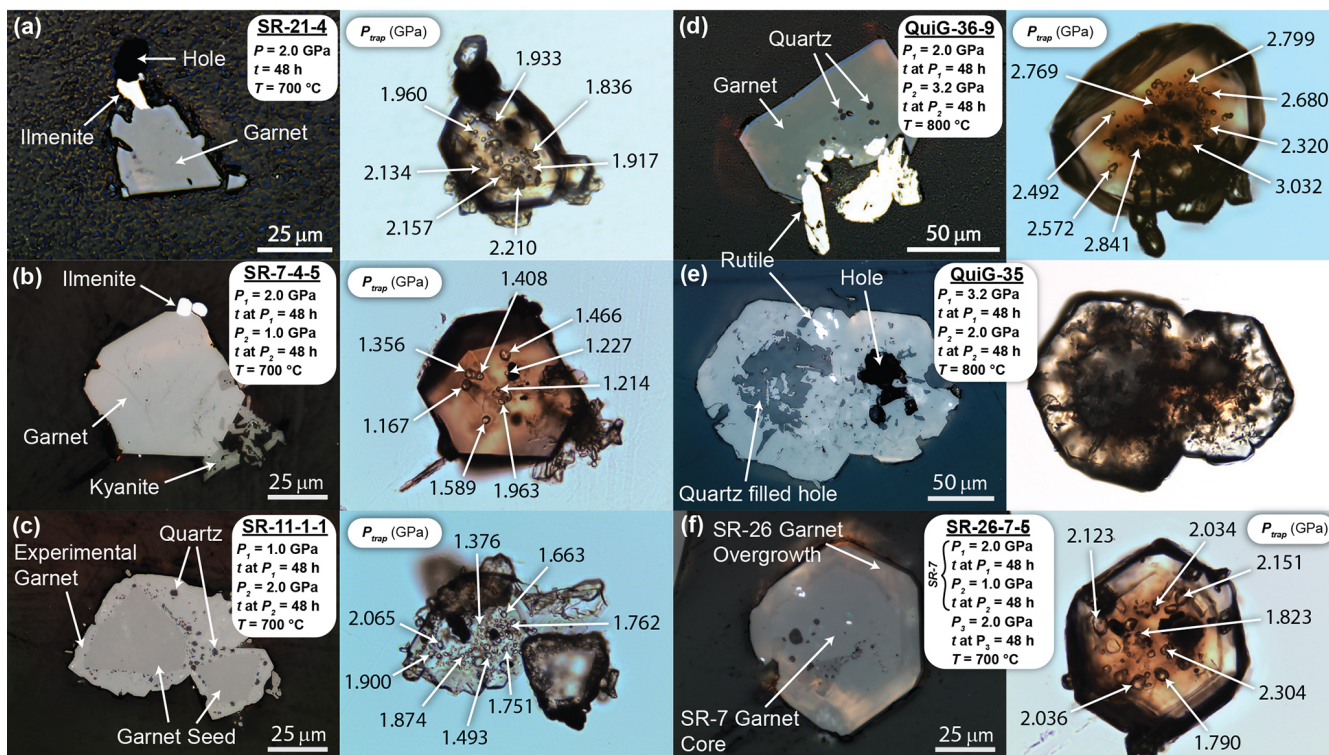 (a)
SR-21-4
P = 2.0 GPa
t = 48 h
T = 700 °C
Hole
Ilmenite
Garnet
25 µm
Ptrap (GPa)
1.933
1.960
1.836
1.917
2.134
2.157
2.210
(b)
Ilmenite
SR-7-4-5
P1 = 2.0 GPa
t at P1 = 48 h
P2 = 1.0 GPa
t at P2 = 48 h
T = 700 °C
Garnet
Kyanite
25 µm
Ptrap (GPa)
1.408
1.466
1.356
1.227
1.214
1.167
1.589
1.963
(c)
Quartz
SR-11-1-1
P1 = 1.0 GPa
t at P1 = 48 h
P2 = 2.0 GPa
t at P2 = 48 h
T = 700 °C
Experimental
Garnet
Garnet Seed
25 µm
Ptrap (GPa)
1.376
1.663
2.065
1.762
1.900
1.751
1.874
1.493
(d)
QuiG-36-9
P1 = 2.0 GPa
t at P1 = 48 h
P2 = 3.2 GPa
t at P2 = 48 h
T = 800 °C
Quartz
Garnet
50 µm
Rutile
Ptrap (GPa)
2.799
2.769
2.680
2.320
2.492
3.032
2.572
2.841
(e)
Hole
QuiG-35
P1 = 3.2 GPa
t at P1 = 48 h
P2 = 2.0 GPa
t at P2 = 48 h
T = 800 °C
Quartz filled hole
50 µm
(f)
SR-26 Garnet
Overgrowth
SR-26-7-5
SR-7
P1 = 2.0 GPa
t at P1 = 48 h
P2 = 1.0 GPa
t at P2 = 48 h
P3 = 2.0 GPa
t at P3 = 48 h
T = 700 °C
SR-7 Garnet
Core
25 µm
Ptrap (GPa)
2.123
2.034
2.151
1.823
2.304
2.036
1.790